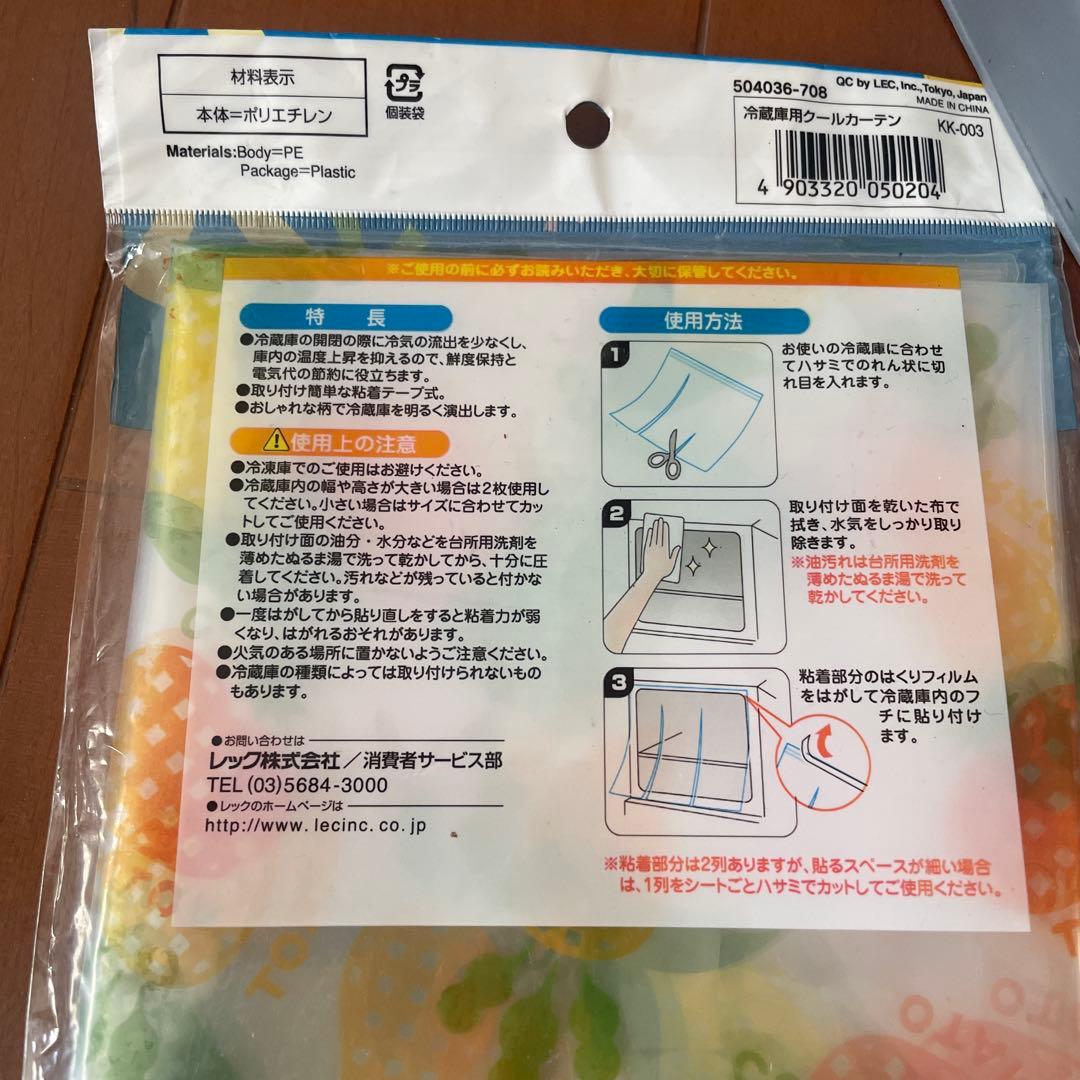 材料表示
本体＝ポリエチレン
プラ
個装袋
Materials:Body=PE
Package=Plastic
504036-708
QC by LEC, Inc.,Tokyo, Japan
MADE IN CHINA
冷蔵庫用クールカーテン
KK-003
4 903320 050204
※ご使用の前に必ずお読みいただき、大切に保管してください。
特長
●冷蔵庫の開閉の際に冷気の流出を少なくし、
庫内の温度上昇を抑えるので、鮮度保持と
電気代の節約に役立ちます。
●取り付け簡単な粘着テープ式。
●おしゃれな柄で冷蔵庫を明るく演出します。
⚠使用上の注意
●冷凍庫でのご使用はお避けください。
●冷蔵庫内の幅や高さが大きい場合は2枚使用し
てください。小さい場合はサイズに合わせてカッ
トしてご使用ください。
●取り付け面の油分・水分などを台所用洗剤を
薄めたぬるま湯で洗って乾かしてから、十分に圧
着してください。汚れなどが残っていると付かな
い場合があります。
●一度はがしてから貼り直しをすると粘着力が弱
くなり、はがれるおそれがあります。
●火気のある場所に置かないようご注意ください。
●冷蔵庫の種類によっては取り付けられないもの
もあります。
●お問い合わせは
レック株式会社／消費者サービス部
TEL (03)5684-3000
●レックのホームページは
http://www.lecinc.co.jp
使用方法
1
お使いの冷蔵庫に合わせ
てハサミでのれん状に切
れ目を入れます。
2
取り付け面を乾いた布で
拭き、水気をしっかり取り
除きます。
※油汚れは台所用洗剤を
薄めたぬるま湯で洗って
乾かしてください。
3
粘着部分のはくりフィルム
をはがして冷蔵庫内のフ
チに貼り付け
ます。
※粘着部分は2列ありますが、貼るスペースが細い場合
は、1列をシートごとハサミでカットしてご使用ください。